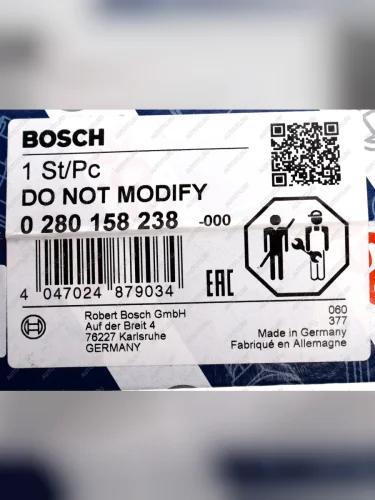 BOSCH
1 St/Pc
DO NOT MODIFY
0 280 158 238 -000
4 047024 879034
EAC
Robert Bosch GmbH
Auf der Breit 4
76227 Karlsruhe
GERMANY
060
377
Made in Germany
Fabriqué en Allemagne